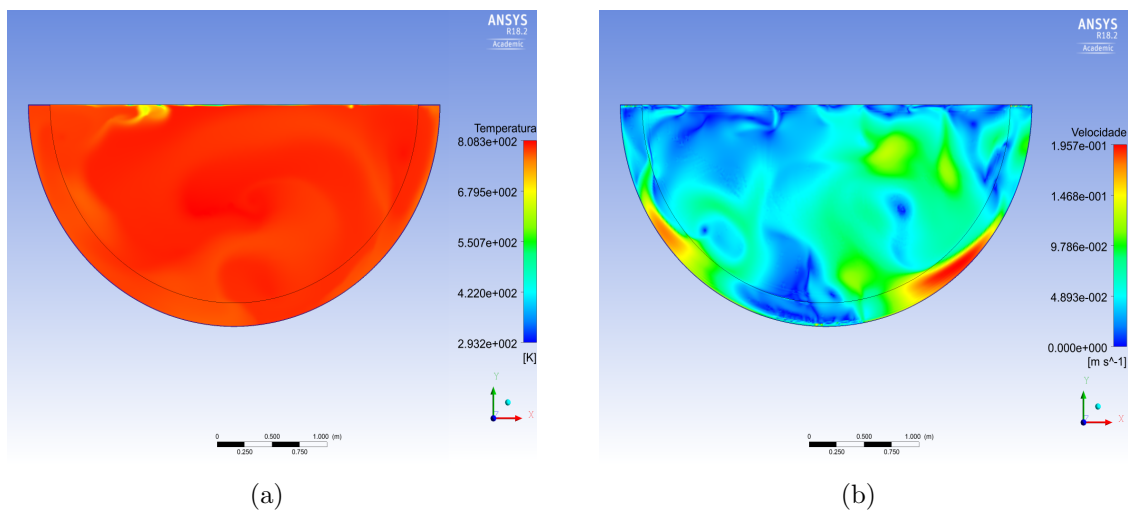 ANSYS
R18.2
Academic
Temperatura
8.083e+002
6.795e+002
5.507e+002
4.220e+002
2.932e+002
[K]
Y
Z
X
0 0.500 1.000 (m)
0.250 0.750
(a)
ANSYS
R18.2
Academic
Velocidade
1.957e-001
1.468e-001
9.786e-002
4.893e-002
0.000e+000
[m s^-1]
Y
Z
X
0 0.500 1.000 (m)
0.250 0.750
(b)